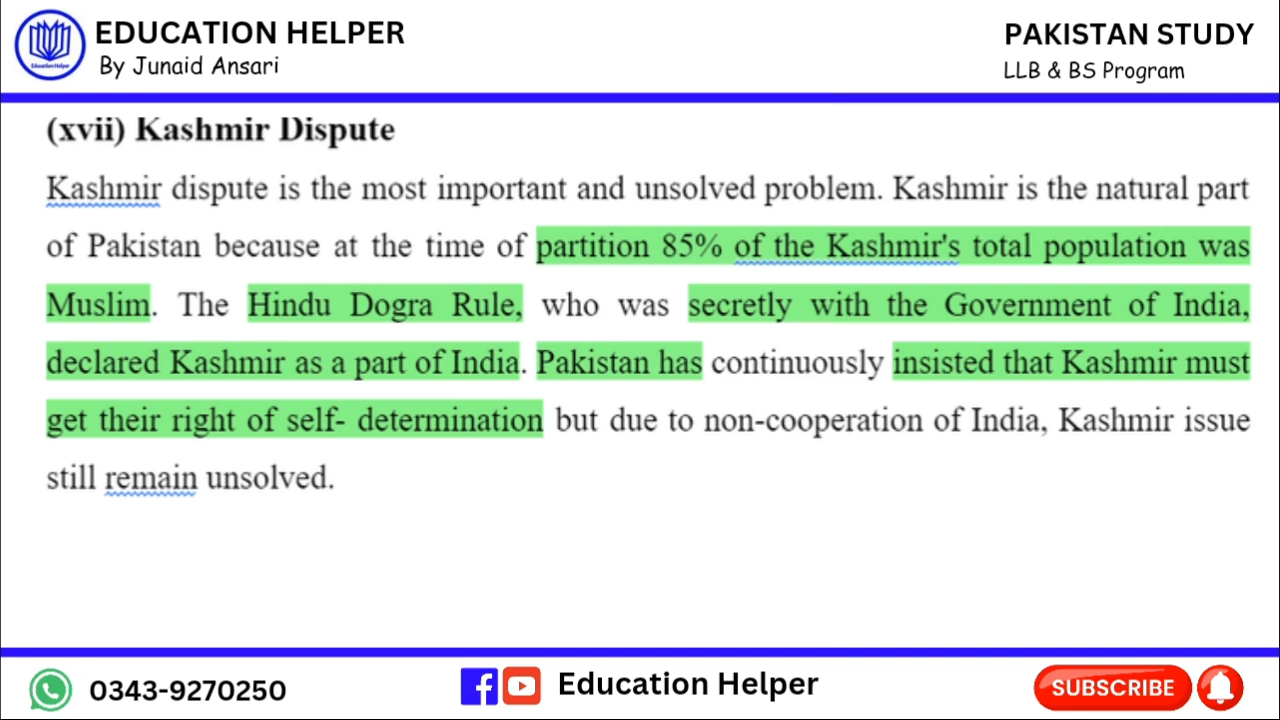 EDUCATION HELPER
By Junaid Ansari
PAKISTAN STUDY
LLB & BS Program
Education Helper
(xvii) Kashmir Dispute
Kashmir dispute is the most important and unsolved problem. Kashmir is the natural part
of Pakistan because at the time of partition 85% of the Kashmir's total population was
Muslim. The Hindu Dogra Rule, who was secretly with the Government of India,
declared Kashmir as a part of India. Pakistan has continuously insisted that Kashmir must
get their right of self- determination but due to non-cooperation of India, Kashmir issue
still remain unsolved.
0343-9270250
Education Helper
SUBSCRIBE